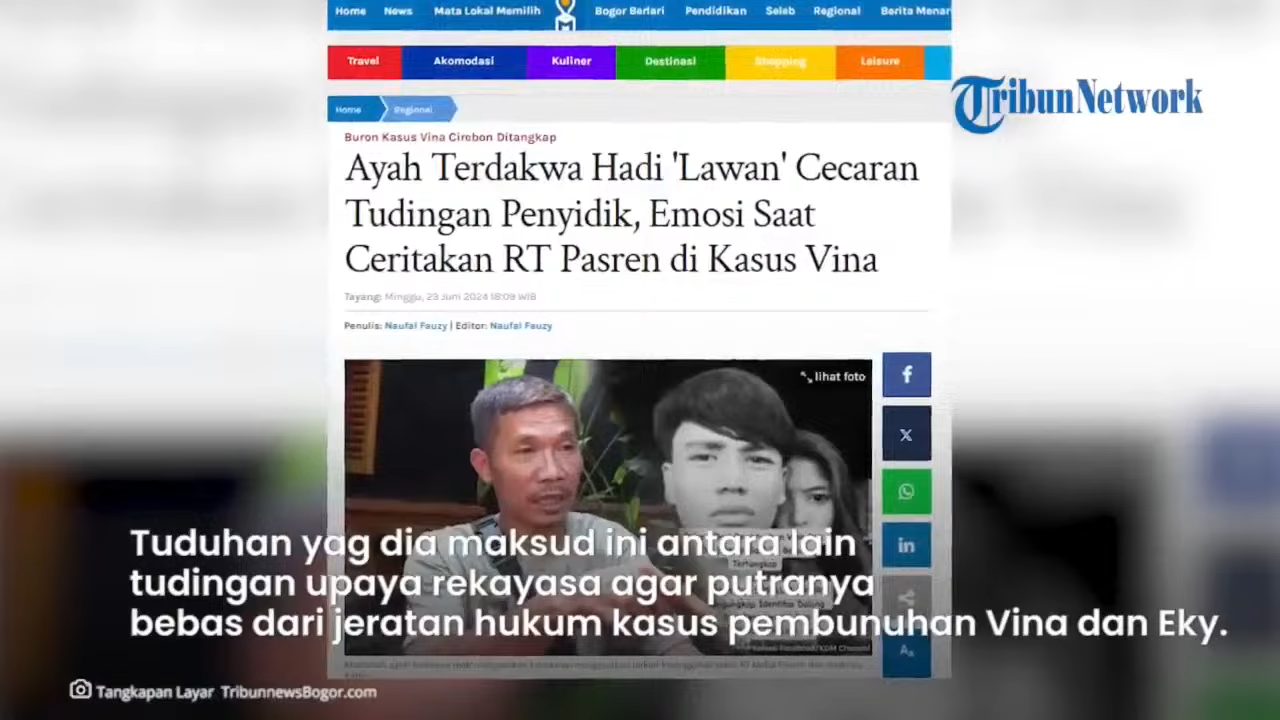 Home News Mata Lokal Memilih Bogor Berlari Pendidikan Seleb Regional Berita Menar
Travel Akomodasi Kuliner Destinasi Shopping Leisure
TribunNetwork
Home Regional
Buron Kasus Vina Cirebon Ditangkap
Ayah Terdakwa Hadi 'Lawan' Cecaran
Tudingan Penyidik, Emosi Saat
Ceritakan RT Pasren di Kasus Vina
Tayang: Minggu, 23 Juni 2024 18:09 WIB
Penulis: Naufal Fauzy | Editor: Naufal Fauzy
lihat foto
Tuduhan yag dia maksud ini antara lain
tudingan upaya rekayasa agar putranya
bebas dari jeratan hukum kasus pembunuhan Vina dan Eky.
Tangkapan Layar TribunnewsBogor.com